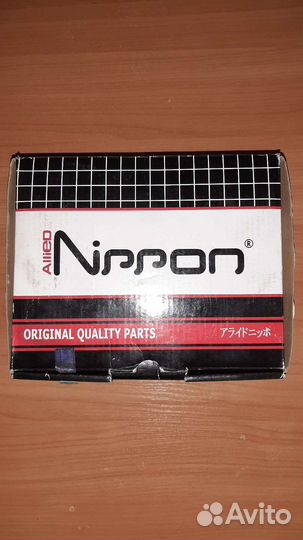 Allied Nippon®
ORIGINAL QUALITY PARTS アライドニッポ
Avito